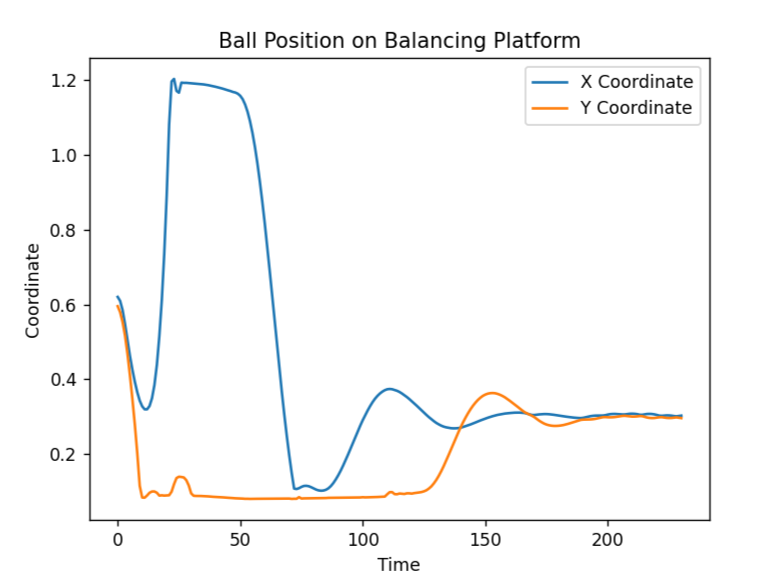 Ball Position on Balancing Platform
X Coordinate
Y Coordinate
1.2
1.0
0.8
0.6
0.4
0.2
Coordinate
0 50 100 150 200
Time